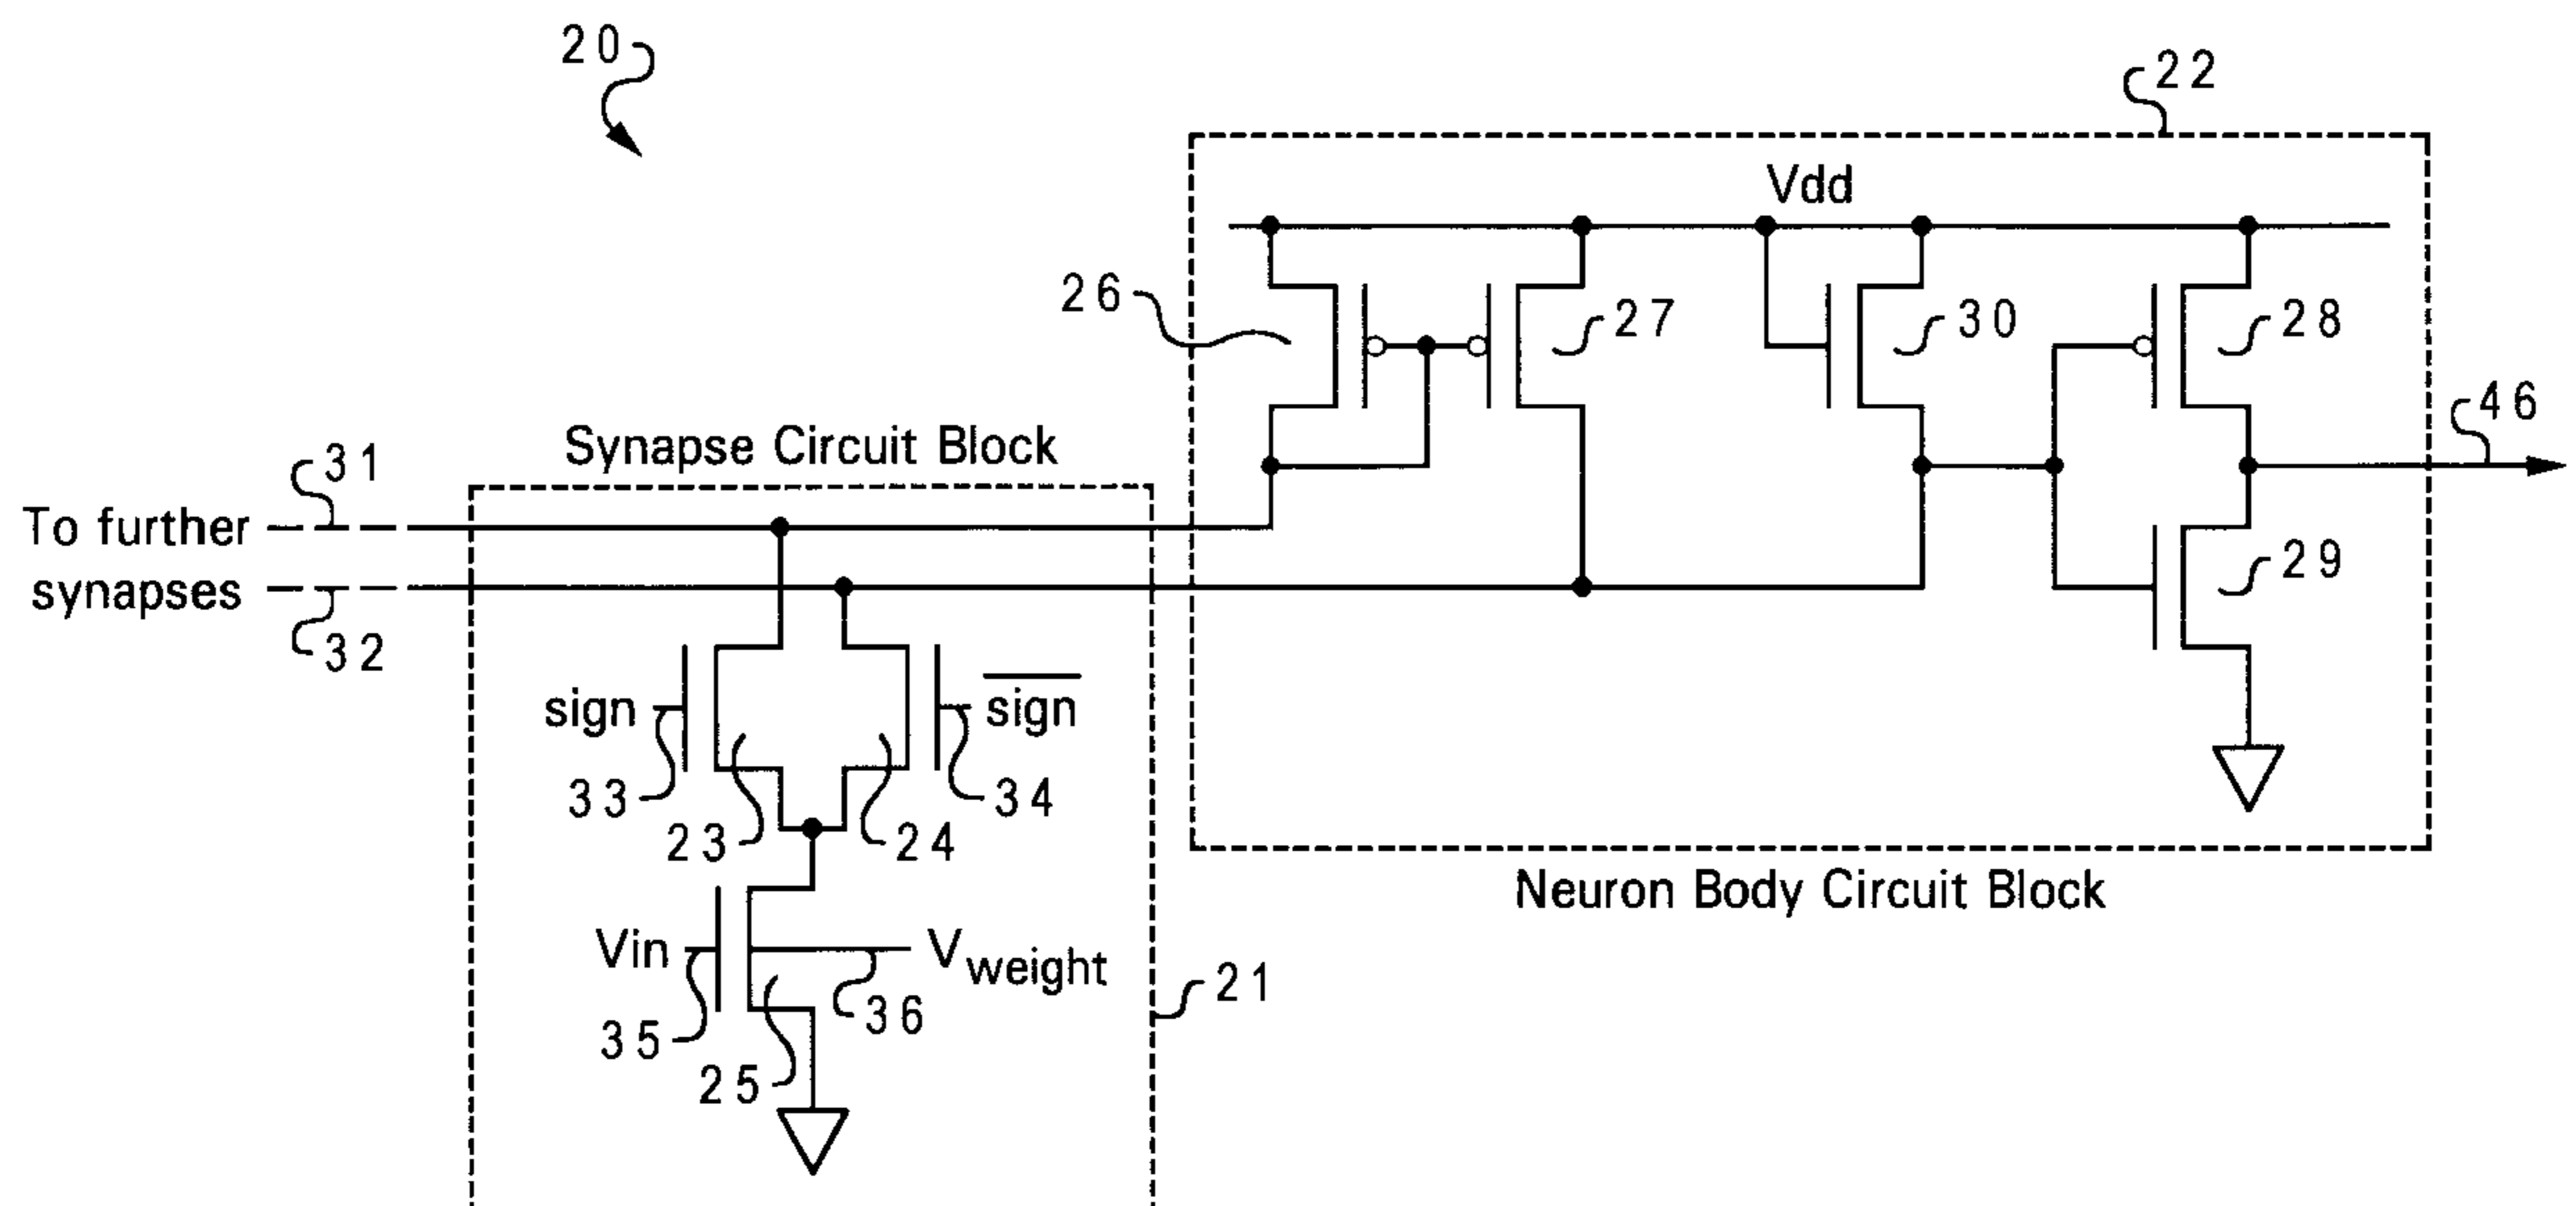 20
22
Vdd
26
27
30
28
46
Synapse Circuit Block
31
To further
synapses
32
29
sign
sign
33
23
24
34
Neuron Body Circuit Block
Vin
Vweight
21
35
36
25